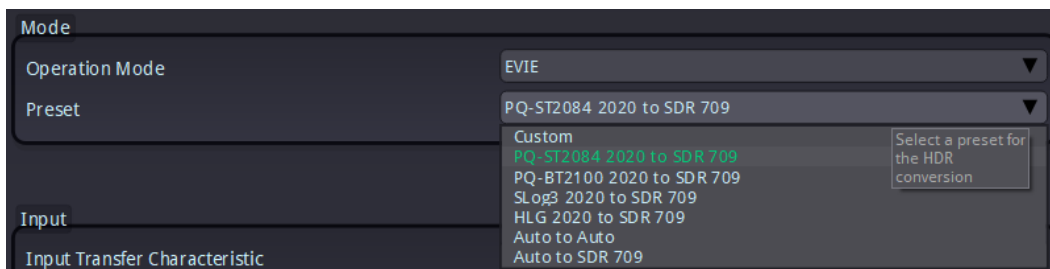 Mode
Operation Mode
EVIE
Preset
PQ-ST2084 2020 to SDR 709
Custom
PQ-ST2084 2020 to SDR 709
PQ-BT2100 2020 to SDR 709
SLog3 2020 to SDR 709
HLG 2020 to SDR 709
Auto to Auto
Auto to SDR 709
Select a preset for
the HDR
conversion
Input
Input Transfer Characteristic